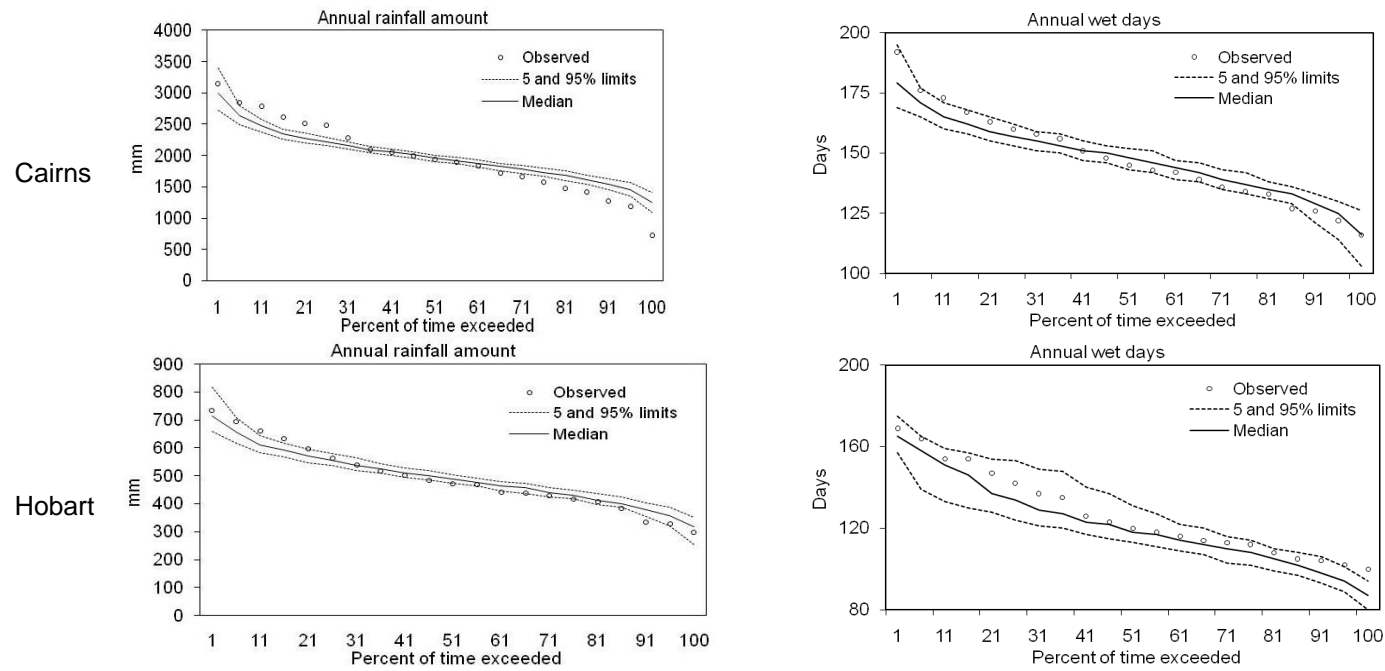 Cairns
Annual rainfall amount
4000
3500
3000
2500
2000
1500
1000
500
0
mm
Observed
5 and 95% limits
Median
1 11 21 31 41 51 61 71 81 91 100
Percent of time exceeded
Annual wet days
200
175
150
125
100
Days
Observed
5 and 95% limits
Median
1 11 21 31 41 51 61 71 81 91 100
Percent of time exceeded
Hobart
Annual rainfall amount
900
800
700
600
500
400
300
200
100
0
mm
Observed
5 and 95% limits
Median
1 11 21 31 41 51 61 71 81 91 100
Percent of time exceeded
Annual wet days
200
160
120
80
Days
Observed
5 and 95% limits
Median
1 11 21 31 41 51 61 71 81 91 100
Percent of time exceeded